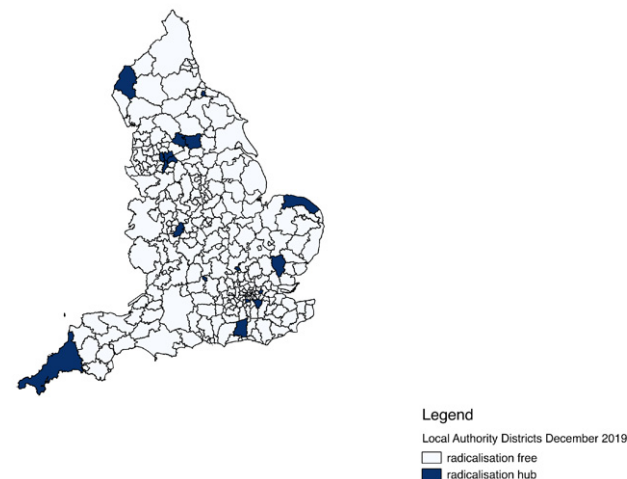 Legend
Local Authority Districts December 2019
radicalisation free
radicalisation hub